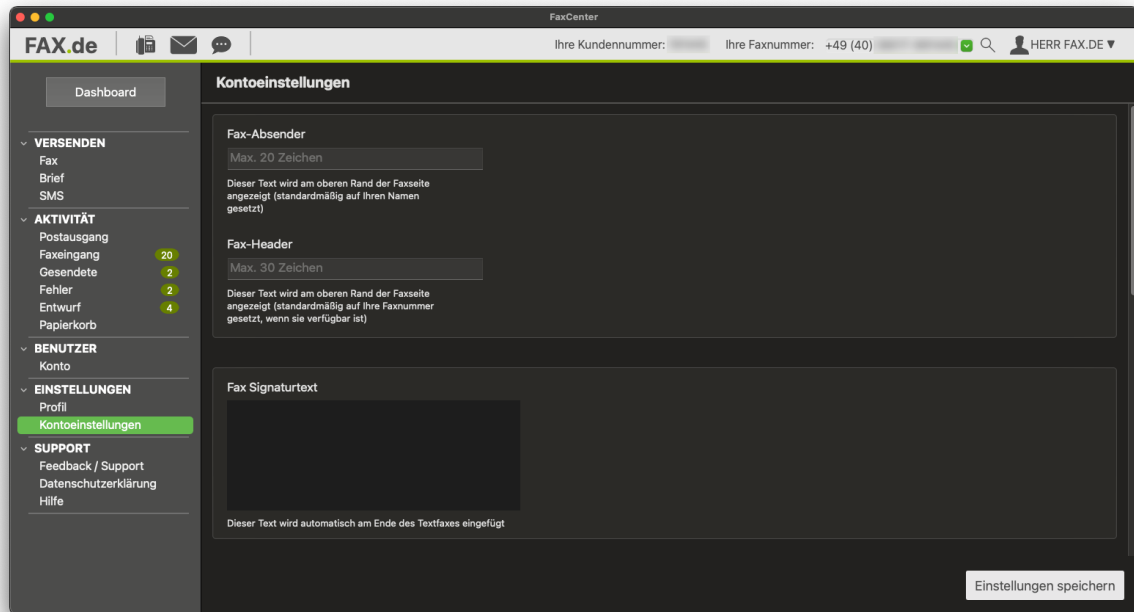 FaxCenter
FAX.de
Ihre Kundennummer:
Ihre Faxnummer: +49 (40)
HERR FAX.DE ▼
Dashboard
VERSENDEN
Fax
Brief
SMS
AKTIVITÄT
Postausgang
Faxeingang 20
Gesendete 2
Fehler 2
Entwurf 4
Papierkorb
BENUTZER
Konto
EINSTELLUNGEN
Profil
Kontoeinstellungen
SUPPORT
Feedback / Support
Datenschutzerklärung
Hilfe
Kontoeinstellungen
Fax-Absender
Max. 20 Zeichen
Dieser Text wird am oberen Rand der Faxseite
angezeigt (standardmäßig auf Ihren Namen
gesetzt)
Fax-Header
Max. 30 Zeichen
Dieser Text wird am oberen Rand der Faxseite
angezeigt (standardmäßig auf Ihre Faxnummer
gesetzt, wenn sie verfügbar ist)
Fax Signaturtext
Dieser Text wird automatisch am Ende des Textfaxes eingefügt
Einstellungen speichern